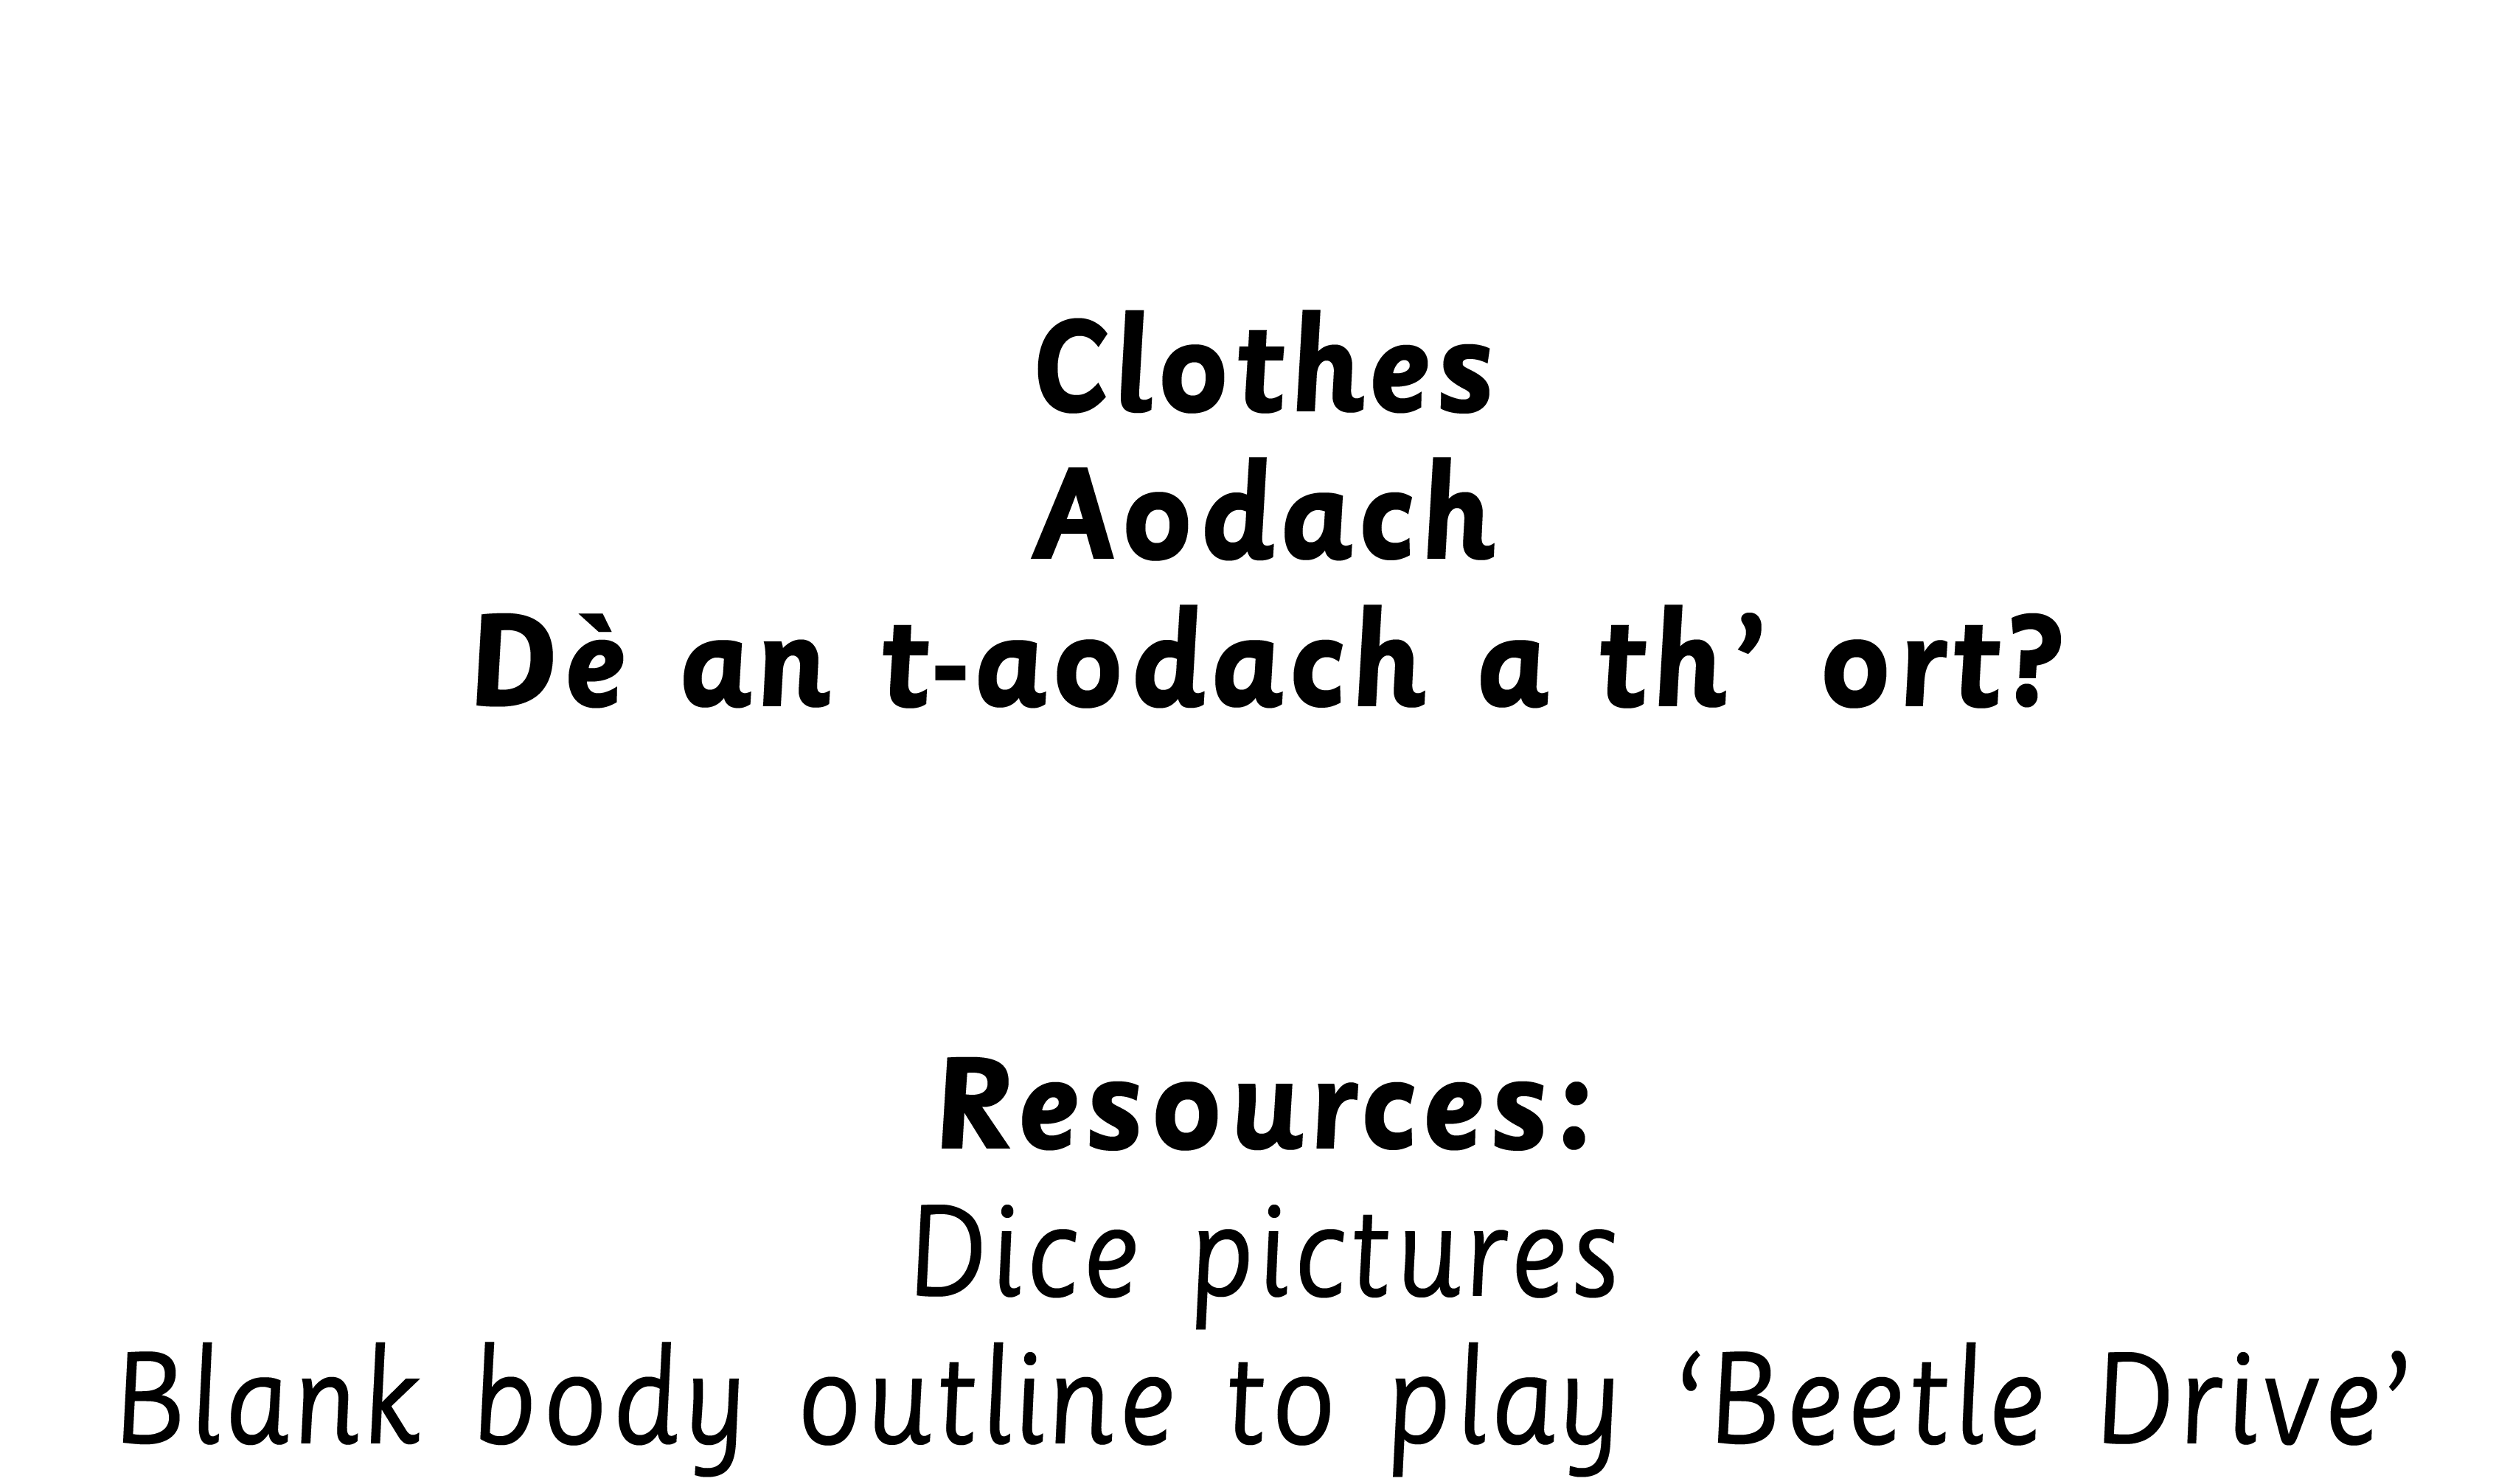 Clothes
Aodach
Dè an t-aodach a th’ ort?
Resources:
Dice pictures
Blank body outline to play ‘Beetle Drive’